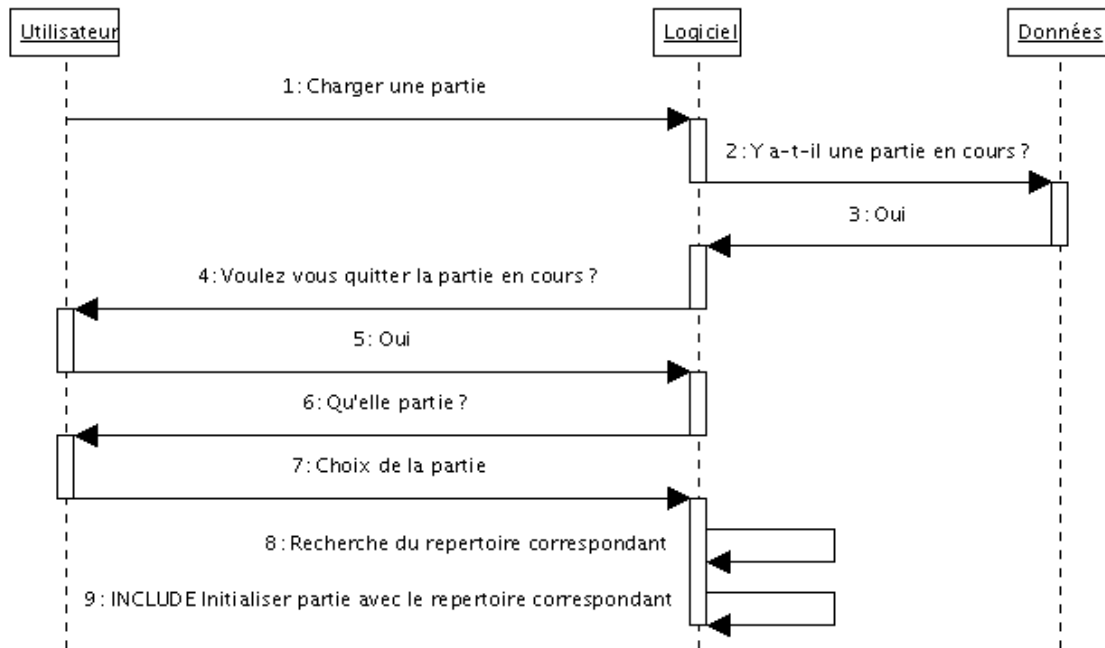 Utilisateur
Logiciel
Données
1: Charger une partie
2: Y a-t-il une partie en cours ?
3: Oui
4: Voulez vous quitter la partie en cours ?
5: Oui
6: Qu'elle partie ?
7: Choix de la partie
8: Recherche du repertoire correspondant
9: INCLUDE Initialiser partie avec le repertoire correspondant